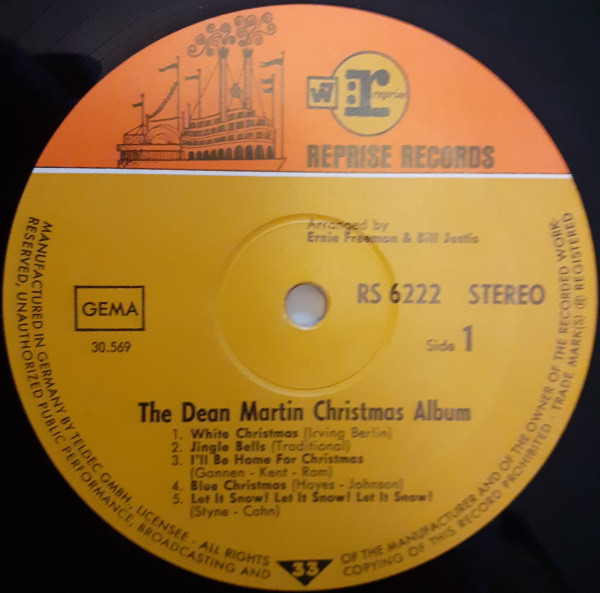 W
r:reprise
REPRISE RECORDS
Arranged by
Ernie Freeman & Bill Justis
RS 6222 STEREO
GEMA
30.569
Side 1
The Dean Martin Christmas Album
1. White Christmas (Irving Berlin)
2. Jingle Bells (Traditional)
3. I'll Be Home For Christmas
(Gannen - Kent - Ram)
4. Blue Christmas (Hayes - Johnson)
5. Let It Snow! Let It Snow! Let It Snow!
(Styne - Cahn)
MANUFACTURED IN GERMANY BY TELDEC GMBH., LICENSEE · ALL RIGHTS
OF THE MANUFACTURER AND OF THE OWNER OF THE RECORDED WORK-
RESERVED, UNAUTHORIZED PUBLIC PERFORMANCE, BROADCASTING AND
COPYING OF THIS RECORD PROHIBITED · TRADE MARK(S) ® REGISTERED
33